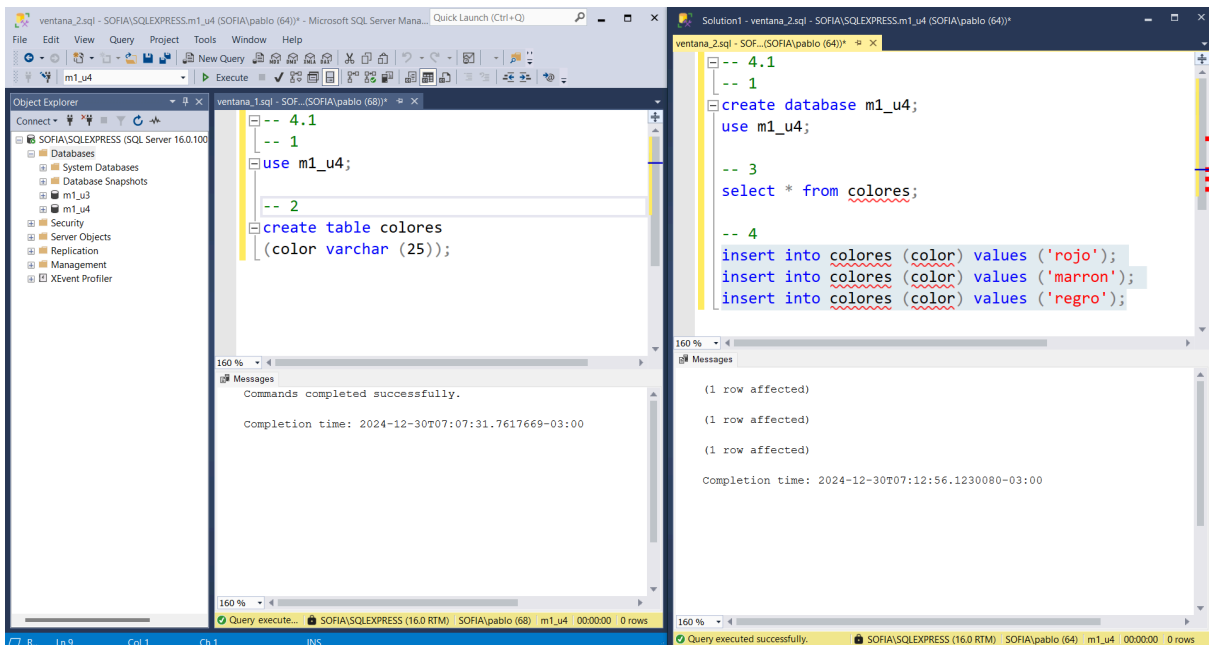 ventana_2.sql - SOFIA\SQLEXPRESS.m1_u4 (SOFIA\pablo (64))* - Microsoft SQL Server Mana...
Quick Launch (Ctrl+Q)
File Edit View Query Project Tools Window Help
New Query
m1_u4
Execute
Object Explorer
Connect
SOFIA\SQLEXPRESS (SQL Server 16.0.100
Databases
System Databases
Database Snapshots
m1_u3
m1_u4
Security
Server Objects
Replication
Management
XEvent Profiler
ventana_1.sql - SOF...(SOFIA\pablo (68))*
-- 4.1
-- 1
use m1_u4;
-- 2
create table colores
(color varchar (25));
160 %
Messages
Commands completed successfully.
Completion time: 2024-12-30T07:07:31.7617669-03:00
160 %
Query execute... SOFIA\SQLEXPRESS (16.0 RTM) SOFIA\pablo (68) m1_u4 00:00:00 0 rows
R Ln 9 Col 1 Ch 1 INS
Solution1 - ventana_2.sql - SOFIA\SQLEXPRESS.m1_u4 (SOFIA\pablo (64))*
ventana_2.sql - SOF...(SOFIA\pablo (64))*
-- 4.1
-- 1
create database m1_u4;
use m1_u4;
-- 3
select * from colores;
-- 4
insert into colores (color) values ('rojo');
insert into colores (color) values ('marron');
insert into colores (color) values ('regro');
160 %
Messages
(1 row affected)
(1 row affected)
(1 row affected)
Completion time: 2024-12-30T07:12:56.1230080-03:00
160 %
Query executed successfully. SOFIA\SQLEXPRESS (16.0 RTM) SOFIA\pablo (64) m1_u4 00:00:00 0 rows